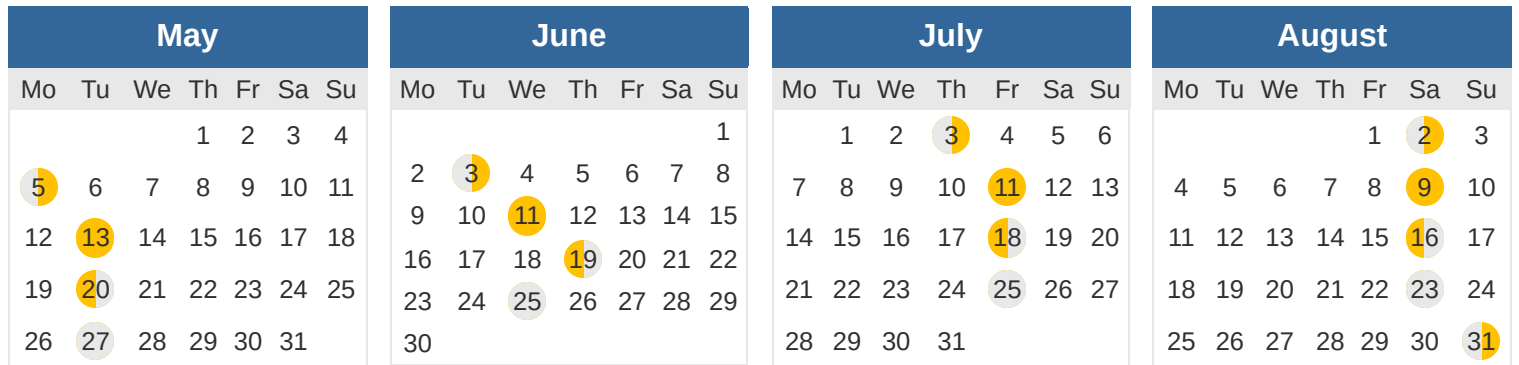 May
Mo Tu We Th Fr Sa Su
1 2 3 4
5 6 7 8 9 10 11
12 13 14 15 16 17 18
19 20 21 22 23 24 25
26 27 28 29 30 31
June
Mo Tu We Th Fr Sa Su
1
2 3 4 5 6 7 8
9 10 11 12 13 14 15
16 17 18 19 20 21 22
23 24 25 26 27 28 29
30
July
Mo Tu We Th Fr Sa Su
1 2 3 4 5 6
7 8 9 10 11 12 13
14 15 16 17 18 19 20
21 22 23 24 25 26 27
28 29 30 31
August
Mo Tu We Th Fr Sa Su
1 2 3
4 5 6 7 8 9 10
11 12 13 14 15 16 17
18 19 20 21 22 23 24
25 26 27 28 29 30 31